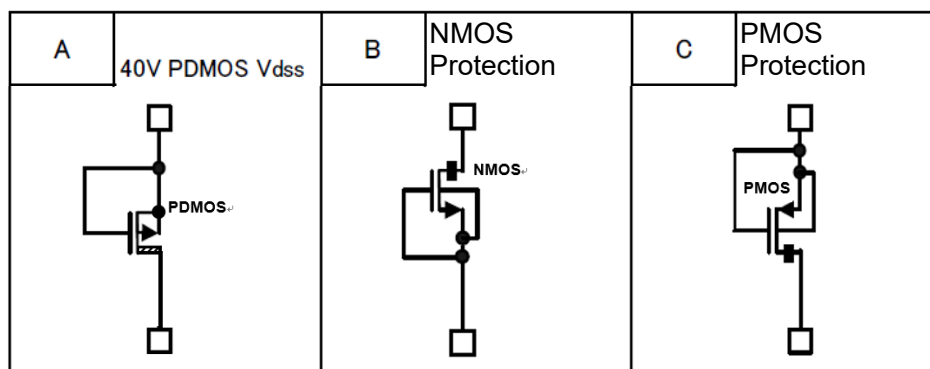 A
40V PDMOS Vdss
B
NMOS
Protection
C
PMOS
Protection
PDMOS
NMOS
PMOS